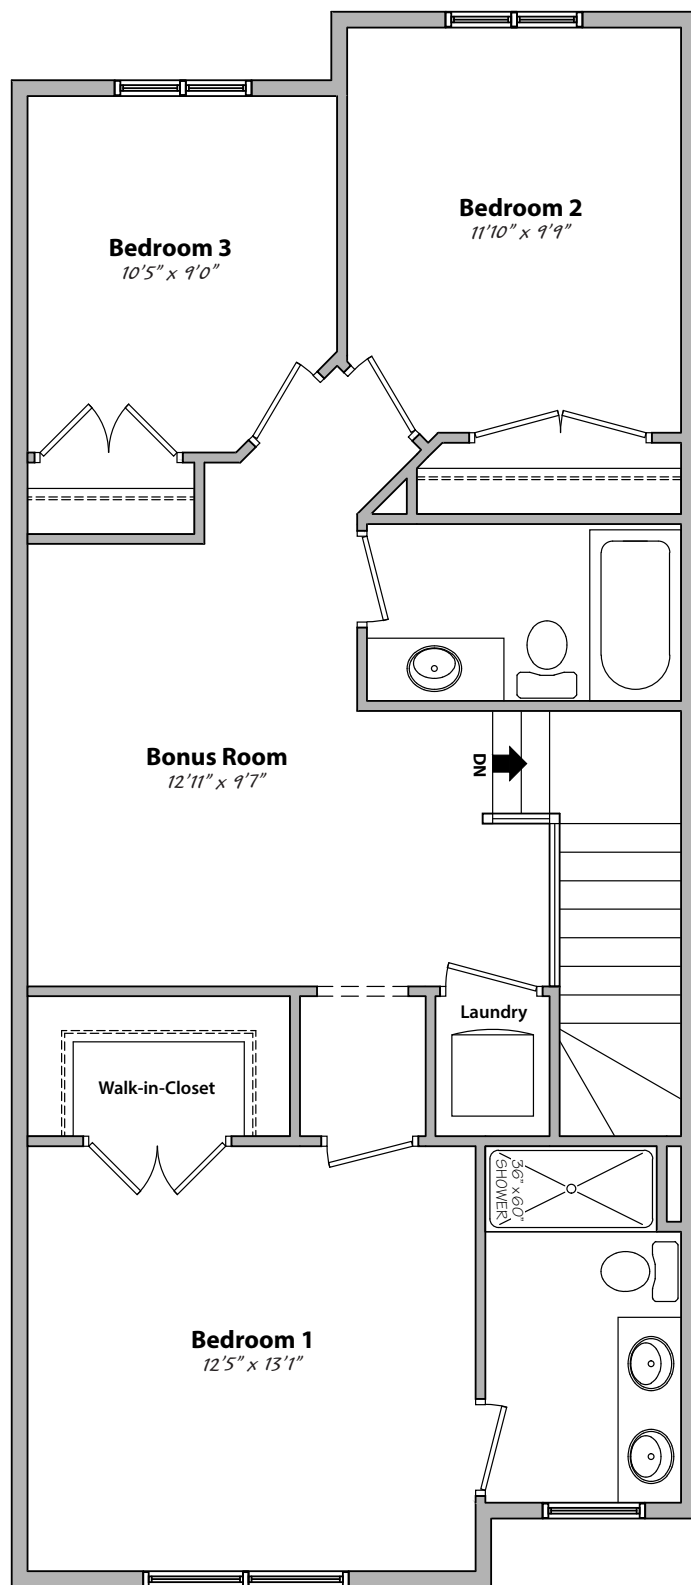 Bedroom 2
11'10" x 9'9"
Bedroom 3
10'5" x 9'0"
Bonus Room
12'11" x 9'7"
DN
Laundry
Walk-in-Closet
36" x 60"
SHOWER
Bedroom 1
12'5" x 13'1"